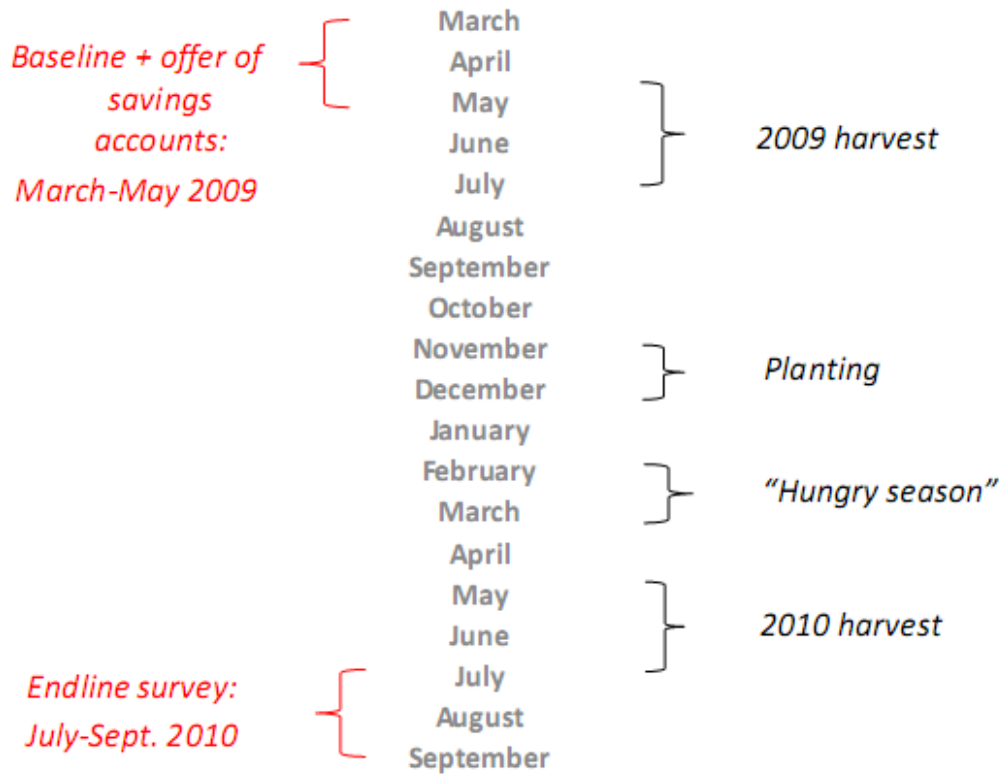 March
Baseline + offer of
savings
accounts:
March-May 2009
April
May
June
July
2009 harvest
August
September
October
November
December
Planting
January
February
March
“Hungry season”
April
May
June
2010 harvest
July
August
September
Endline survey:
July-Sept. 2010